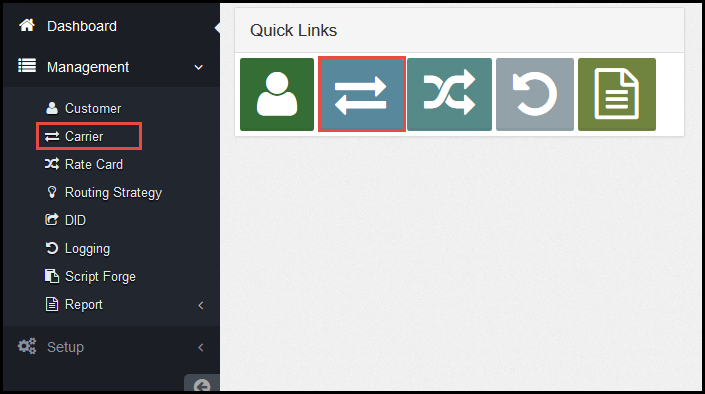 Dashboard
Management
Customer
Carrier
Rate Card
Routing Strategy
DID
Logging
Script Forge
Report
Setup
Quick Links